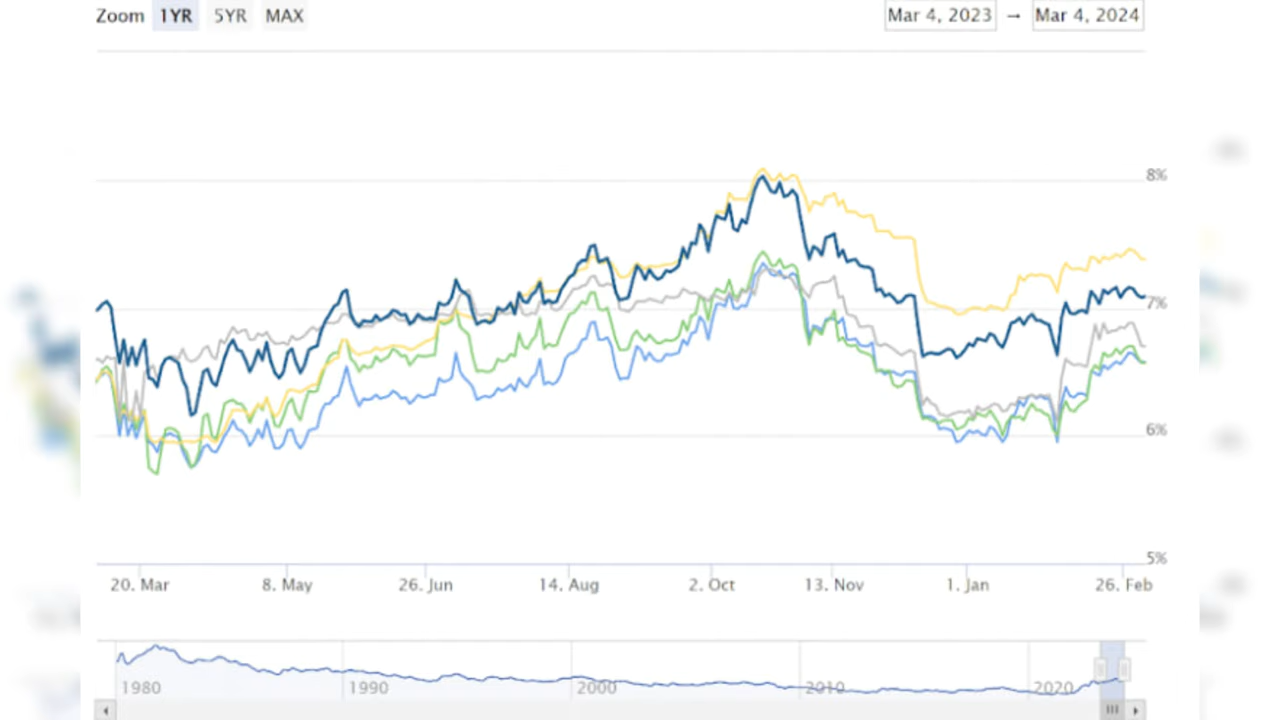 Zoom 1YR 5YR MAX Mar 4, 2023 → Mar 4, 2024
8%
7%
6%
5%
20. Mar 8. May 26. Jun 14. Aug 2. Oct 13. Nov 1. Jan 26. Feb
1980 1990 2000 2010 2020